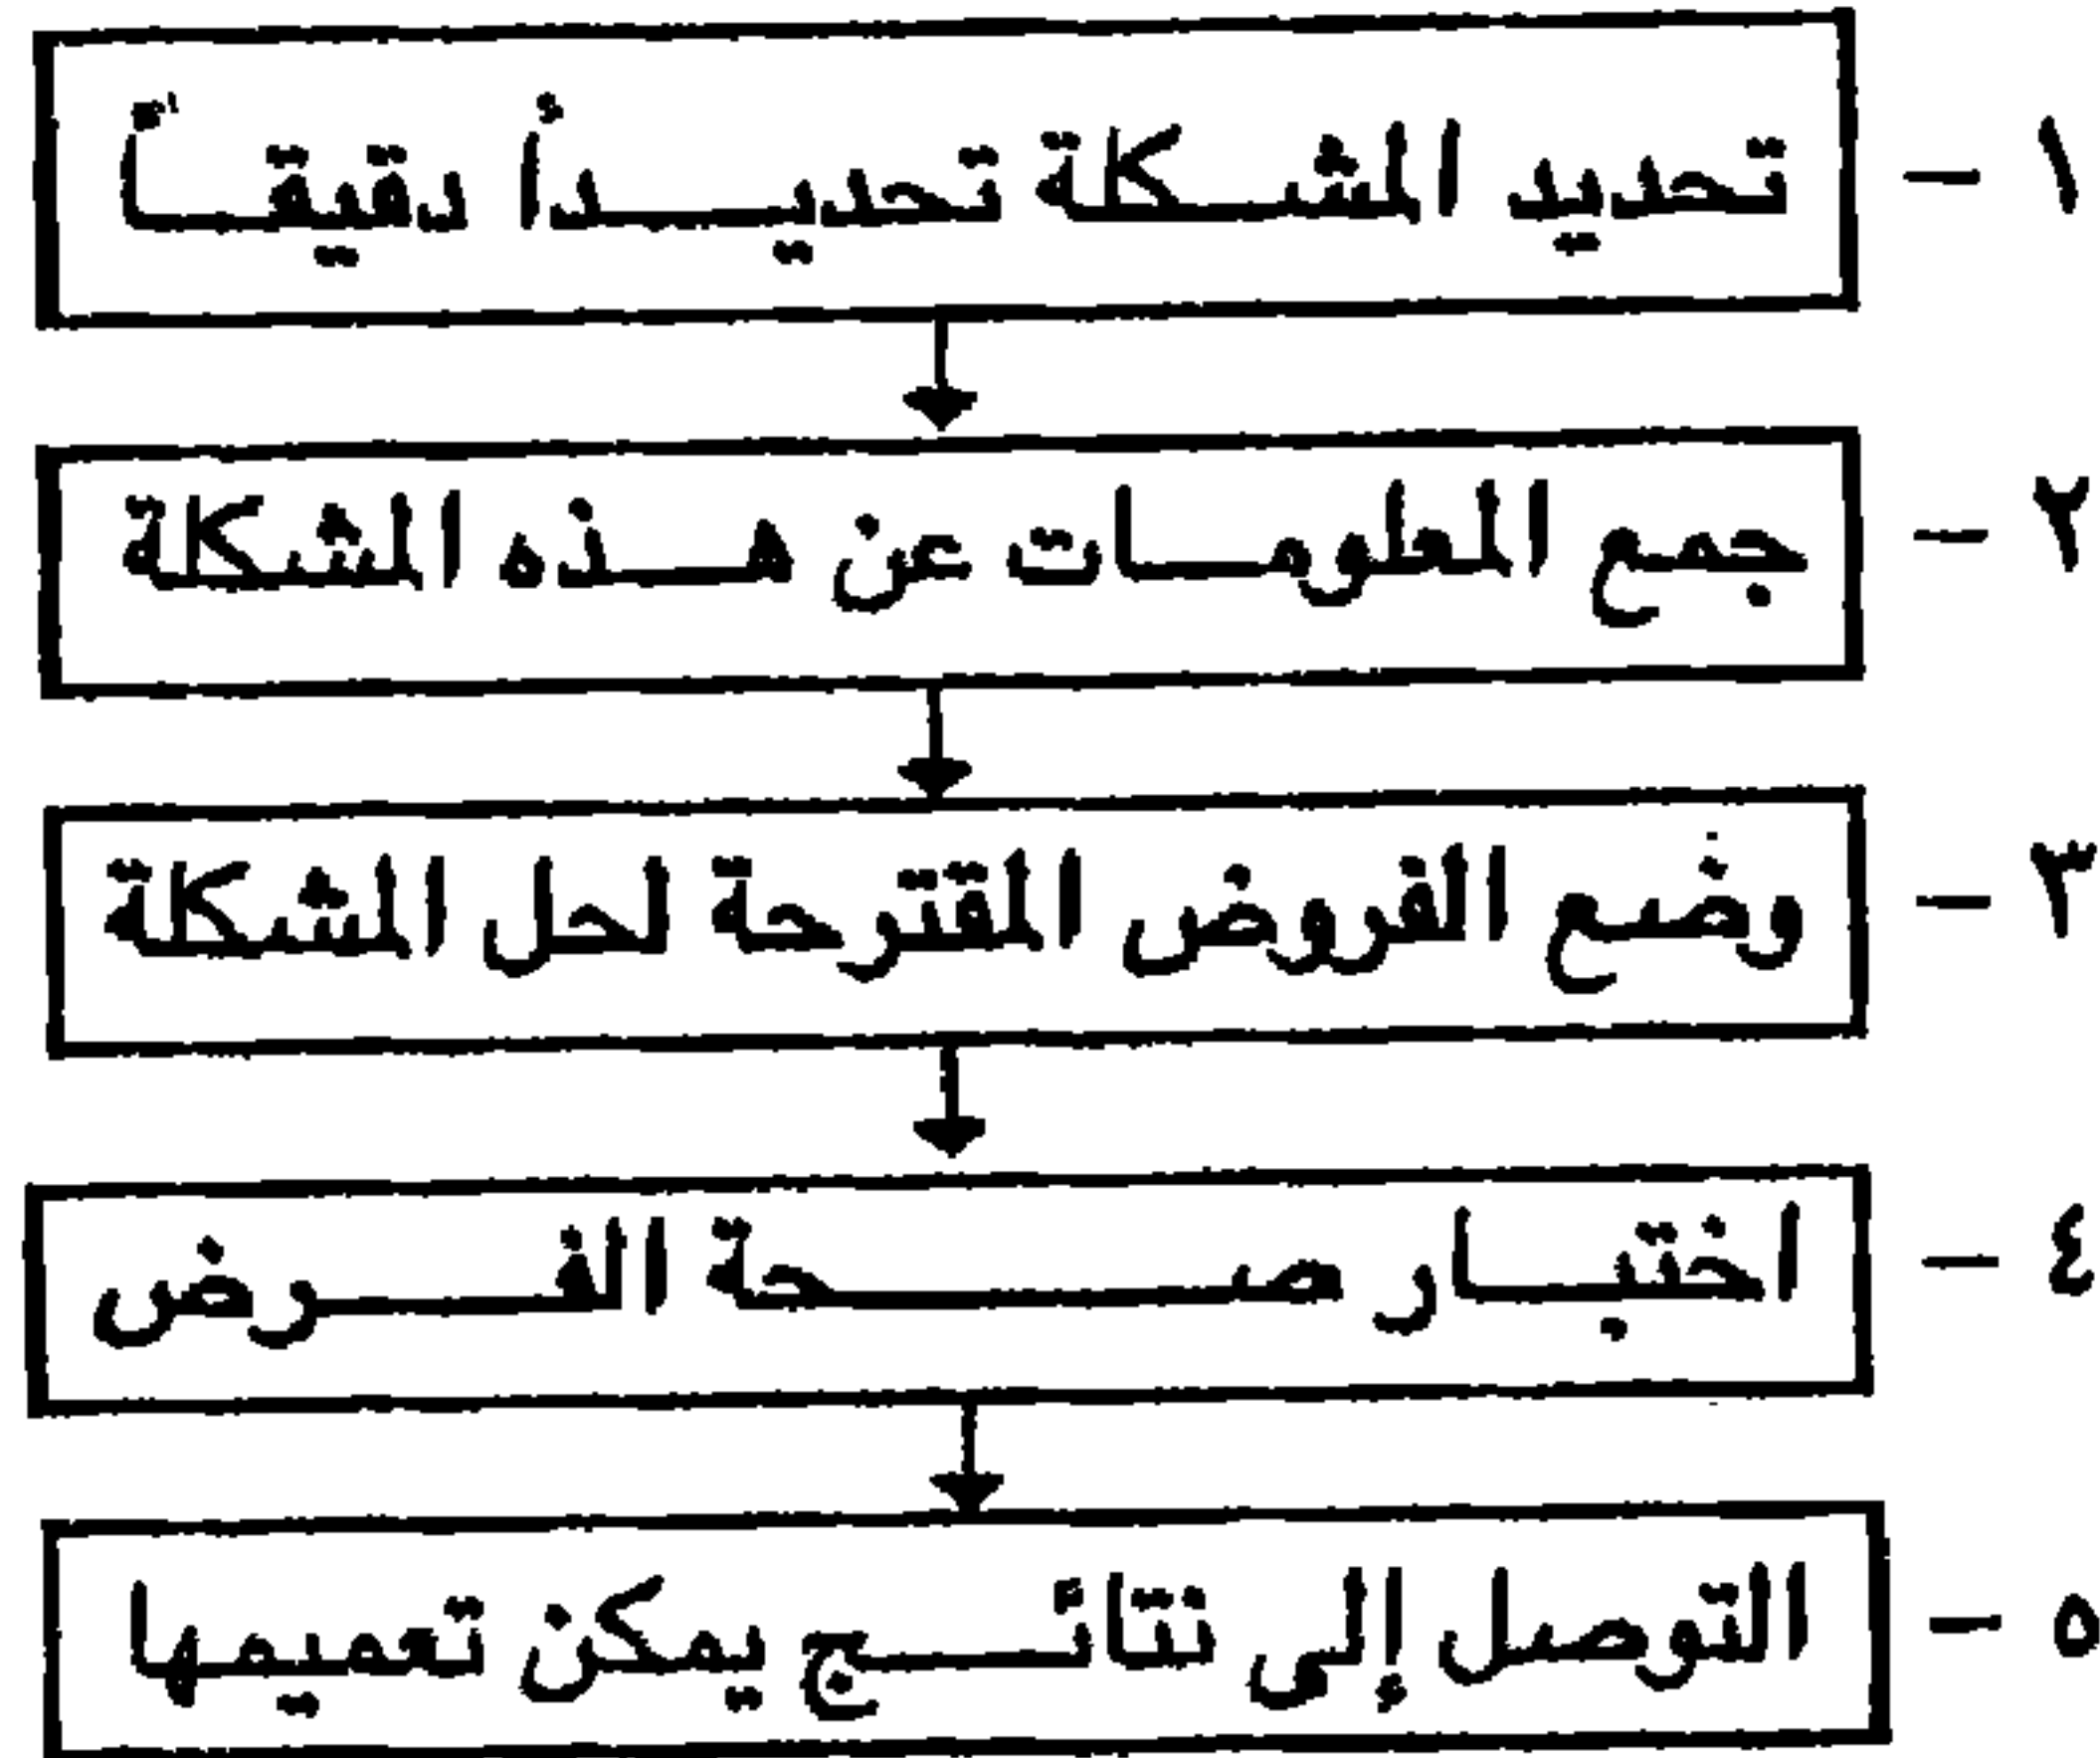 ١ - تحديد المشكلة تحديداً دقيقاً
٢ - جمع المعلومات عن هذه المشكلة
٣ - وضع الفروض المقترحة لحل المشكلة
٤ - اختبار صحة الفرض
٥ - التوصل إلى نتائج يمكن تعميمها